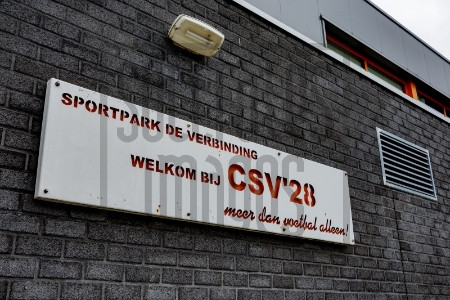 SPORTPARK DE VERBINDING
WELKOM BIJ CSV'28
meer dan voetbal alleen!